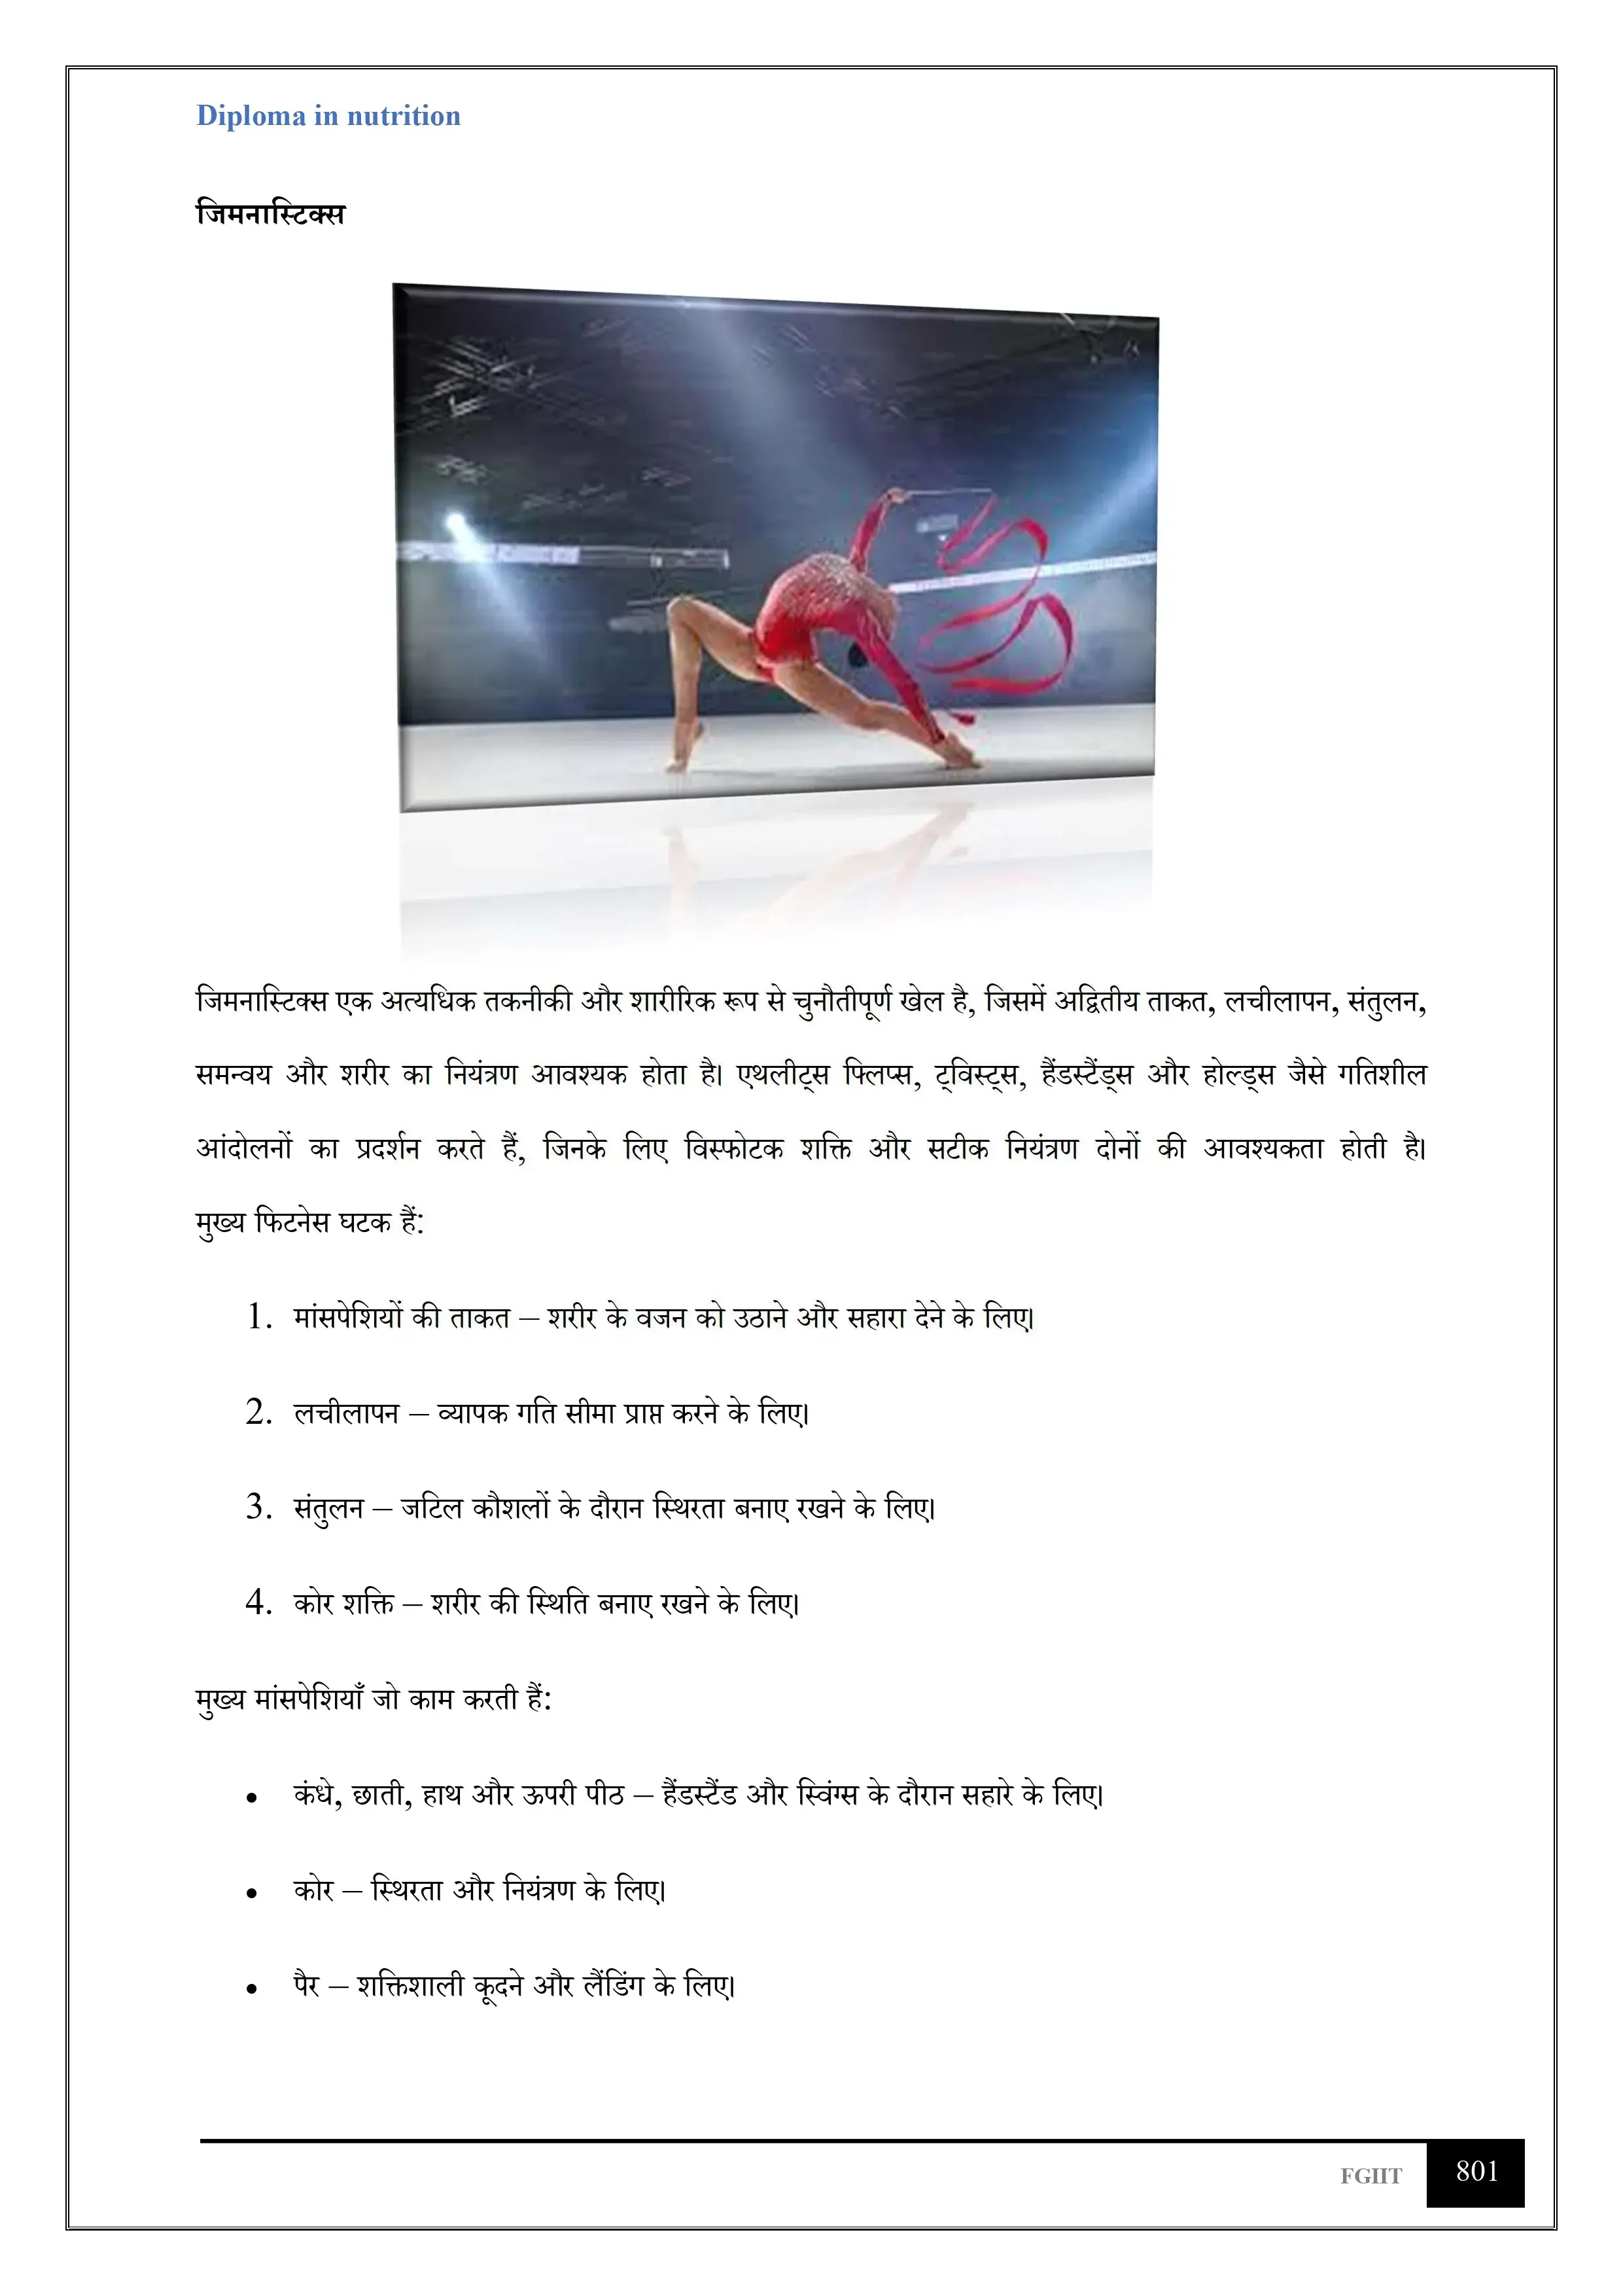 Diploma in nutrition
जिमनास्टिक्स
जिमनास्टिक्स एक अत्यधिक तकनीकी और शारीरिक रूप से चुनौतीपूर्ण खेल है, जिसमें अद्वितीय ताकत, लचीलापन, संतुलन,
समन्वय और शरीर का नियंत्रण आवश्यक होता है। एथलीट्स फ्लिप्स, ट्विस्ट्स, हैंडस्टैंड्स और होल्ड्स जैसे गतिशील
आंदोलनों का प्रदर्शन करते हैं, जिनके लिए विस्फोटक शक्ति और सटीक नियंत्रण दोनों की आवश्यकता होती है।
मुख्य फिटनेस घटक हैं:
1. मांसपेशियों की ताकत – शरीर के वजन को उठाने और सहारा देने के लिए।
2. लचीलापन – व्यापक गति सीमा प्राप्त करने के लिए।
3. संतुलन – जटिल कौशलों के दौरान स्थिरता बनाए रखने के लिए।
4. कोर शक्ति – शरीर की स्थिति बनाए रखने के लिए।
मुख्य मांसपेशियाँ जो काम करती हैं:
• कंधे, छाती, हाथ और ऊपरी पीठ – हैंडस्टैंड और स्विंग्स के दौरान सहारे के लिए।
• कोर – स्थिरता और नियंत्रण के लिए।
• पैर – शक्तिशाली कूदने और लैंडिंग के लिए।
FGIIT 801